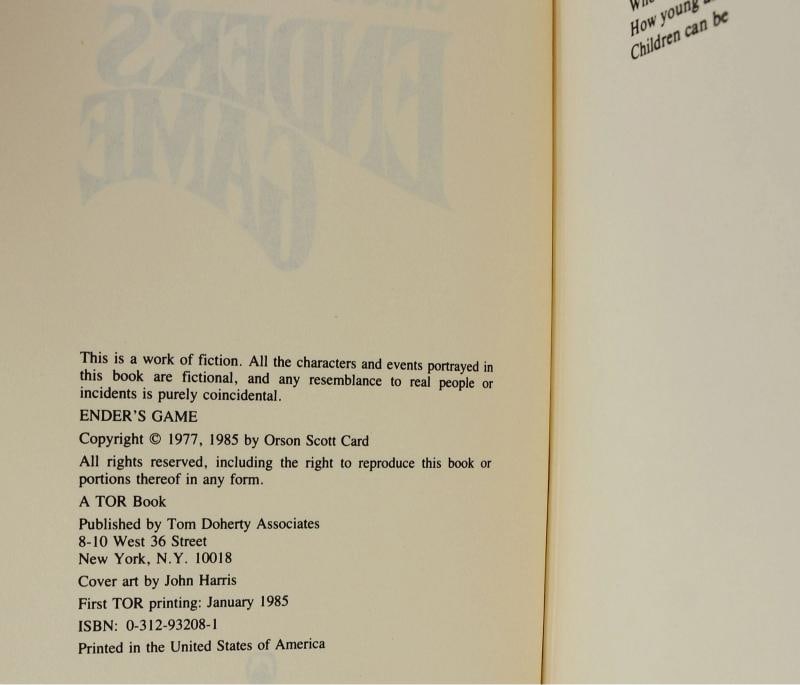 ENDER'S
GAME
This is a work of fiction. All the characters and events portrayed in
this book are fictional, and any resemblance to real people or
incidents is purely coincidental.
ENDER'S GAME
Copyright © 1977, 1985 by Orson Scott Card
All rights reserved, including the right to reproduce this book or
portions thereof in any form.
A TOR Book
Published by Tom Doherty Associates
8-10 West 36 Street
New York, N.Y. 10018
Cover art by John Harris
First TOR printing: January 1985
ISBN: 0-312-93208-1
Printed in the United States of America
How young
Children can be